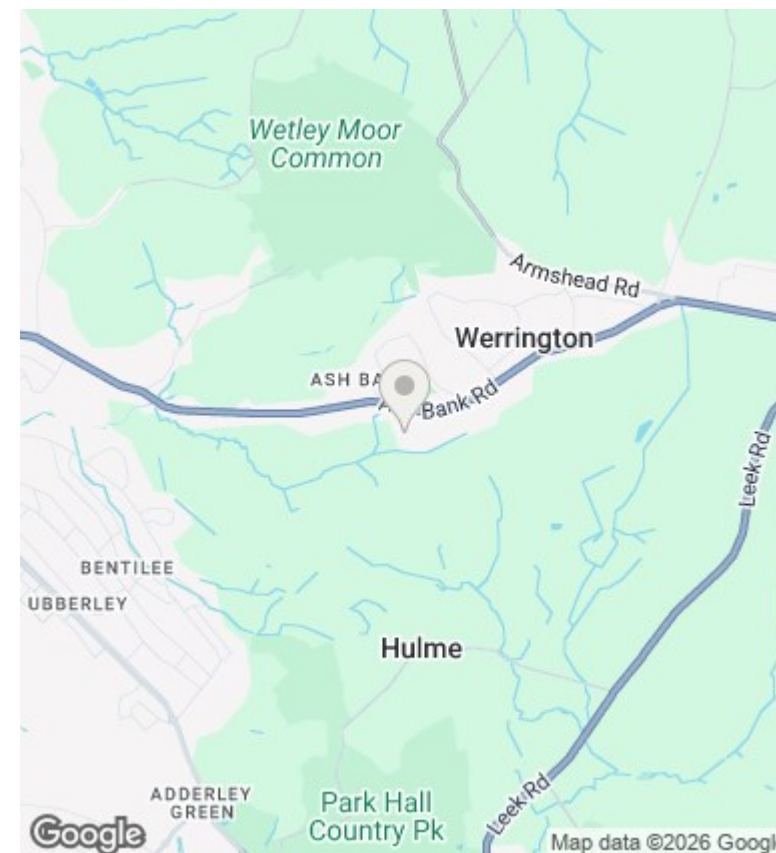 Wetley Moor
Common
Armshead Rd
Werrington
Bank Rd
Leek Rd
BENTILEE
UBBERLEY
Hulme
ADDERLEY
GREEN
Park Hall
Country Pk
Leek Rd
Google
Map data ©2026 Googl